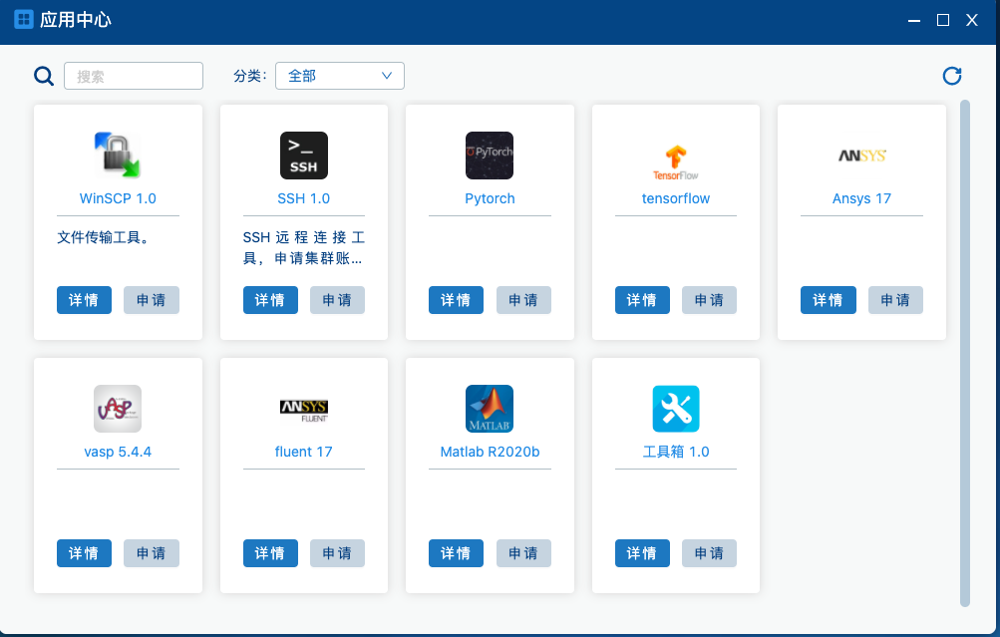 应用中心
搜索
分类：
全部
>_
SSH
PyTorch
TensorFlow
ANSYS
WinSCP 1.0
SSH 1.0
Pytorch
tensorflow
Ansys 17
文件传输工具。
SSH 远 程 连 接 工
具，申请集群账...
详情 申请
详情 申请
详情 申请
详情 申请
详情 申请
VASP
ANSYS
FLUENT
MATLAB
vasp 5.4.4
fluent 17
Matlab R2020b
工具箱 1.0
详情 申请
详情 申请
详情 申请
详情 申请